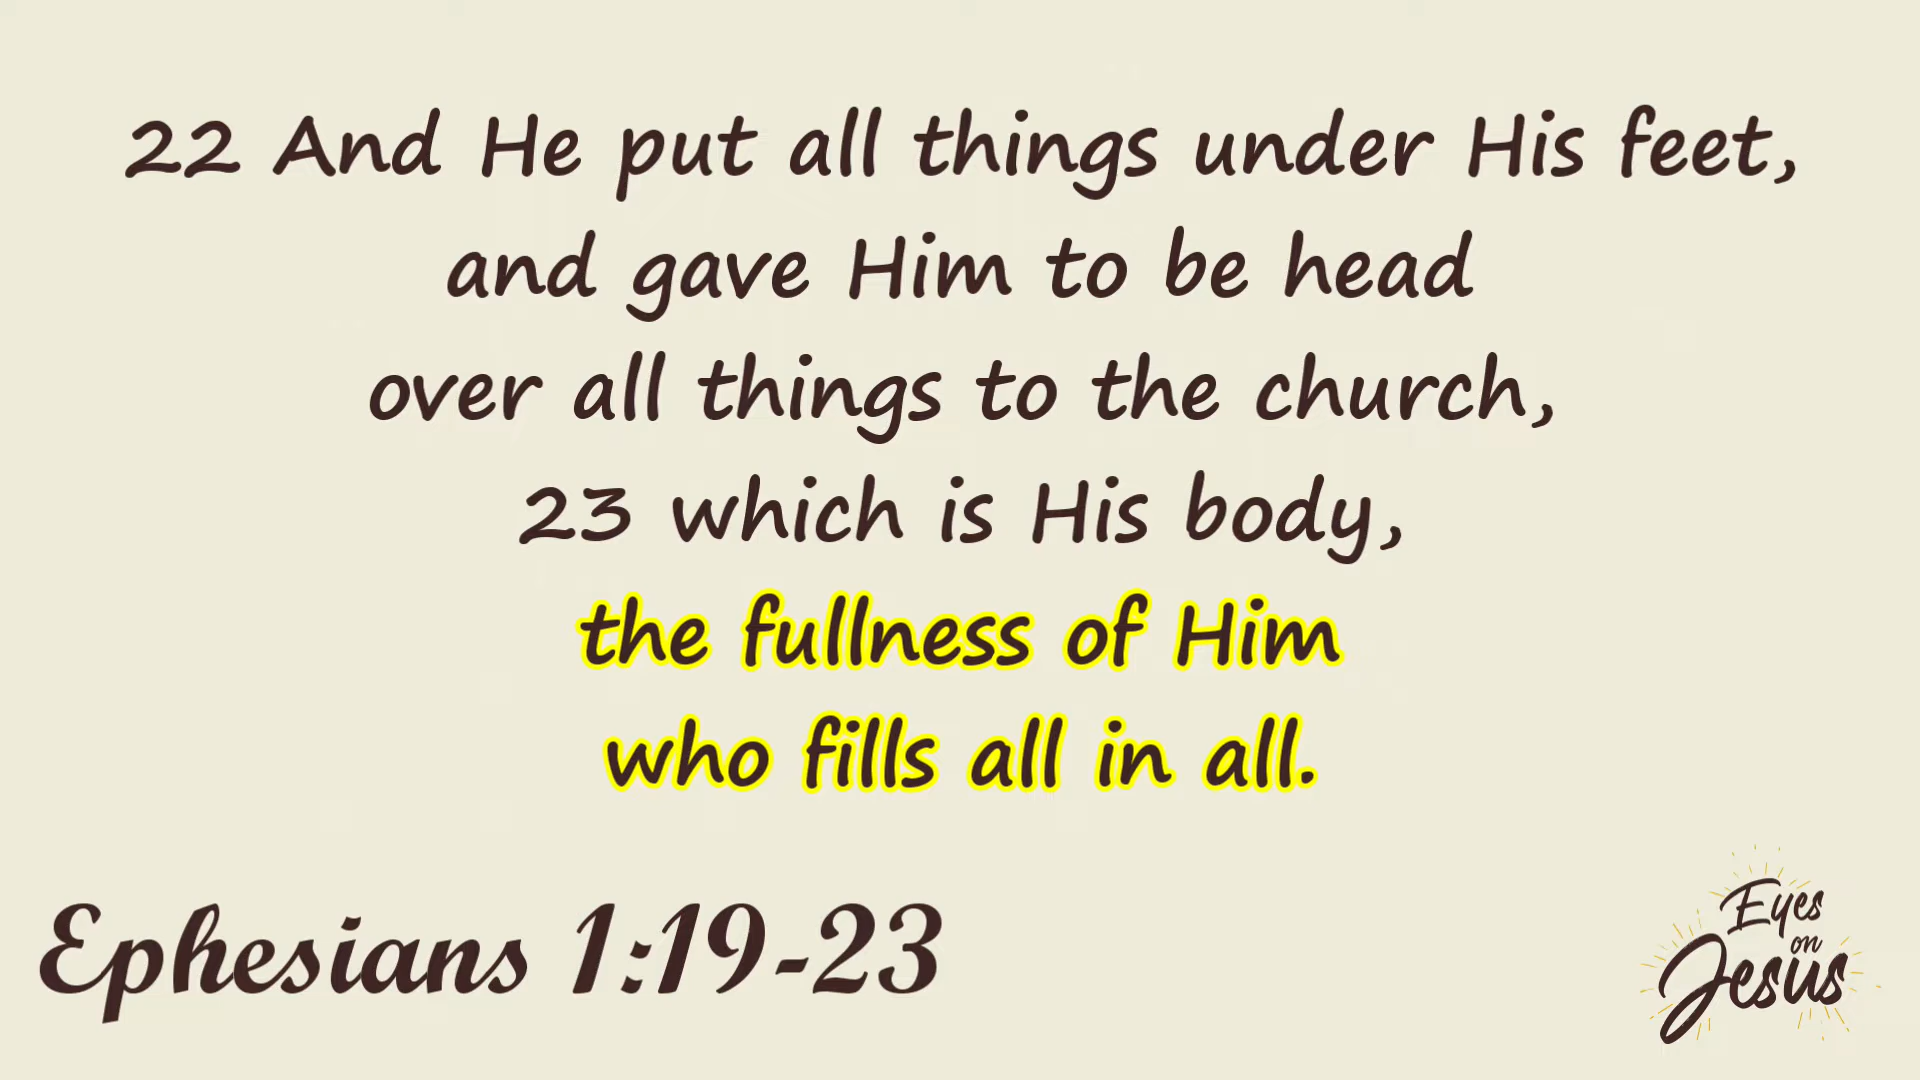 22 And He put all things under His feet,
and gave Him to be head
over all things to the church,
23 which is His body,
the fullness of Him
who fills all in all.
Ephesians 1:19-23
Eyes
on
Jesus